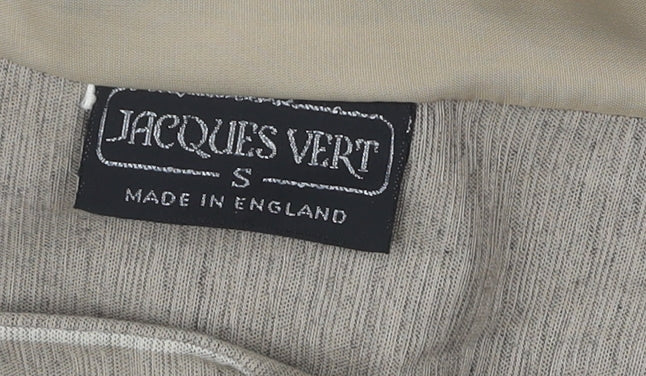 JACQUES VERT
S
MADE IN ENGLAND